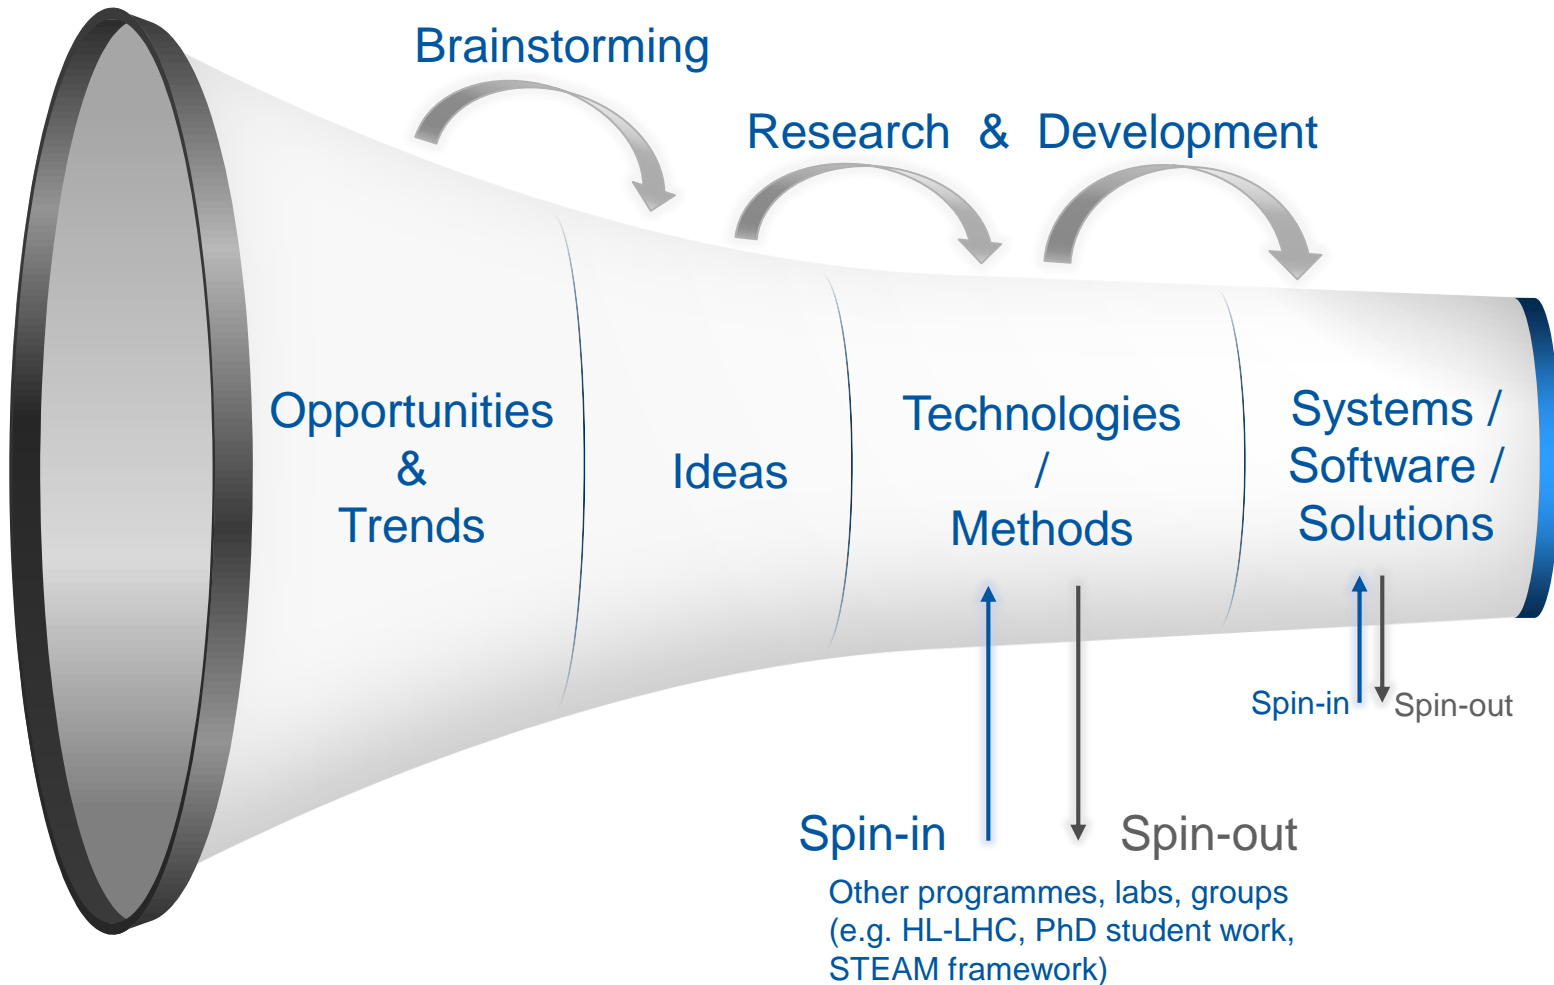 Brainstorming
Research & Development
Opportunities
&
Trends
Ideas
Technologies
/
Methods
Systems /
Software /
Solutions
Spin-in
Spin-out
Spin-in
Spin-out
Other programmes, labs, groups
(e.g. HL-LHC, PhD student work,
STEAM framework)